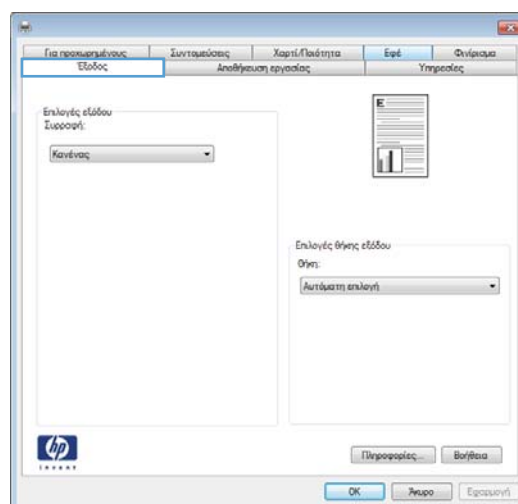 Για προχωρημένους Συντομεύσεις Χαρτί/Ποιότητα Εφέ Φινίρισμα
Έξοδος Αποθήκευση εργασίας Υπηρεσίες
Επιλογές εξόδου
Συρραφή:
Κανένας
E
Επιλογές θήκης εξόδου
Θήκη:
Αυτόματη επιλογή
hp
invent
Πληροφορίες... Βοήθεια
OK Άκυρο Εφαρμογή